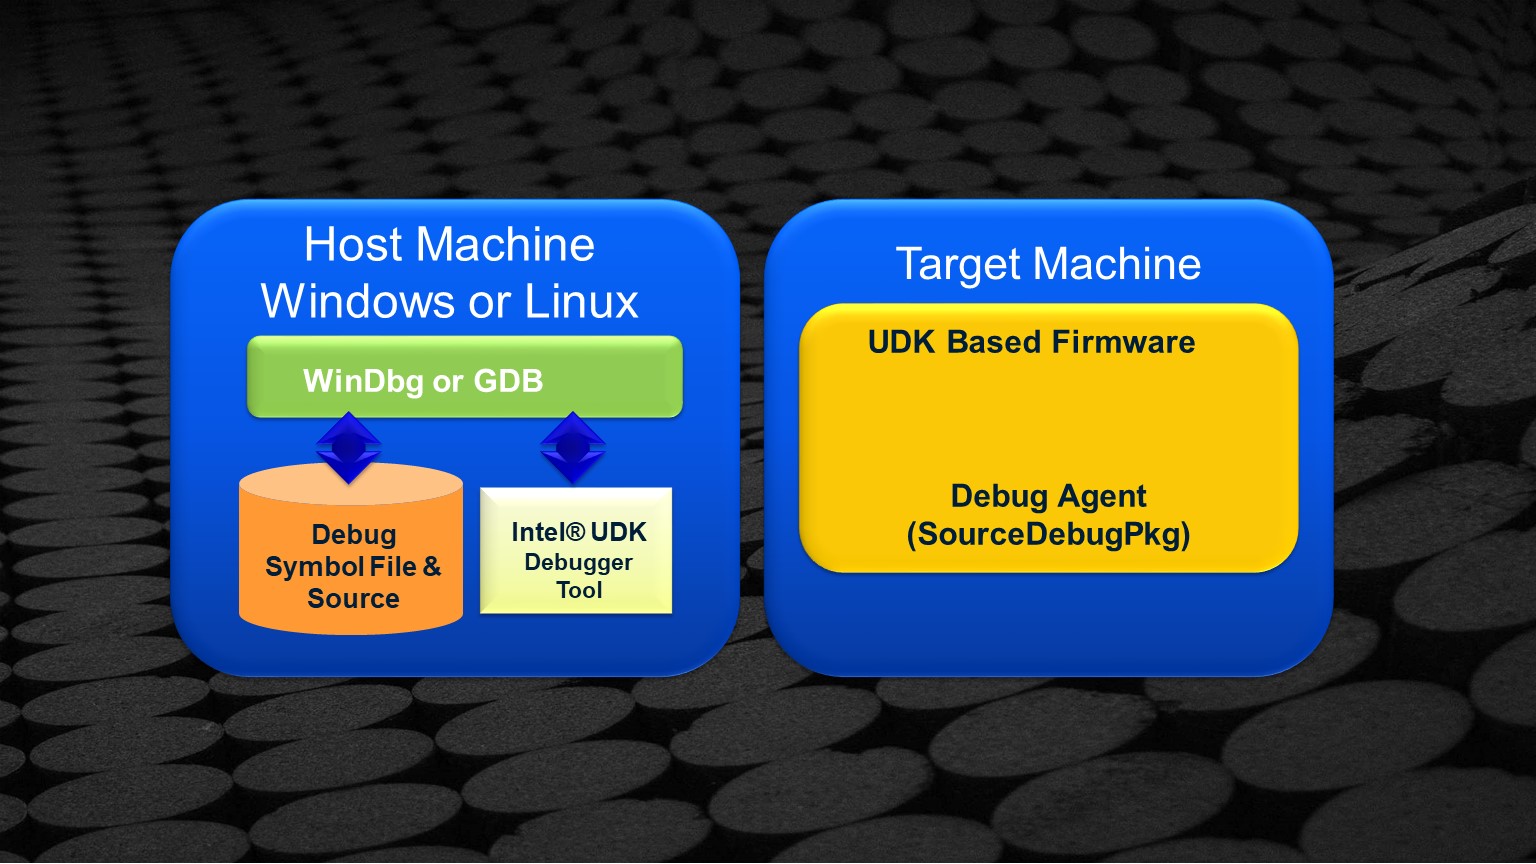 Host Machine
Windows or Linux
WinDbg or GDB
Debug
Symbol File &
Source
Intel® UDK
Debugger
Tool
Target Machine
UDK Based Firmware
Debug Agent
(SourceDebugPkg)